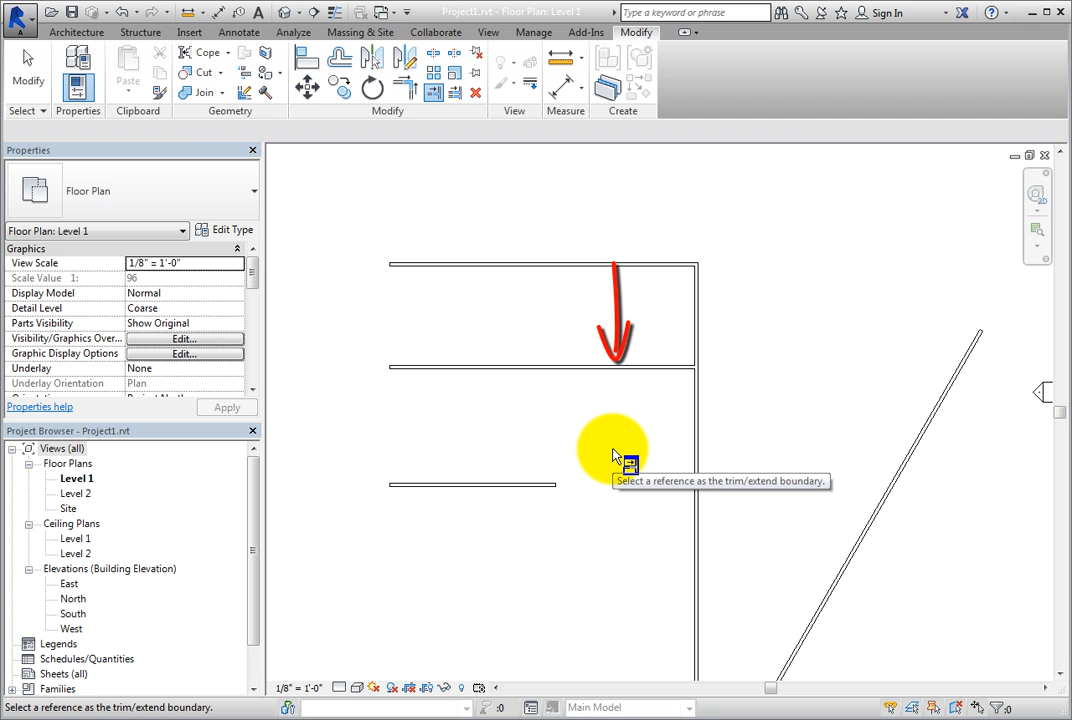 Project1.rvt - Floor Plan: Level 1
Type a keyword or phrase
Sign In
Architecture Structure Insert Annotate Analyze Massing & Site Collaborate View Manage Add-Ins Modify
Modify
Paste
Cope
Cut
Join
Select Properties Clipboard Geometry Modify View Measure Create
Properties
Floor Plan
Floor Plan: Level 1
Edit Type
Graphics
View Scale 1/8" = 1'-0"
Scale Value 1: 96
Display Model Normal
Detail Level Coarse
Parts Visibility Show Original
Visibility/Graphics Over... Edit...
Graphic Display Options Edit...
Underlay None
Underlay Orientation Plan
Properties help
Apply
Project Browser - Project1.rvt
Views (all)
Floor Plans
Level 1
Level 2
Site
Ceiling Plans
Level 1
Level 2
Elevations (Building Elevation)
East
North
South
West
Legends
Schedules/Quantities
Sheets (all)
Families
2D
Select a reference as the trim/extend boundary.
1/8" = 1'-0"
Select a reference as the trim/extend boundary.
:0
Main Model
:0